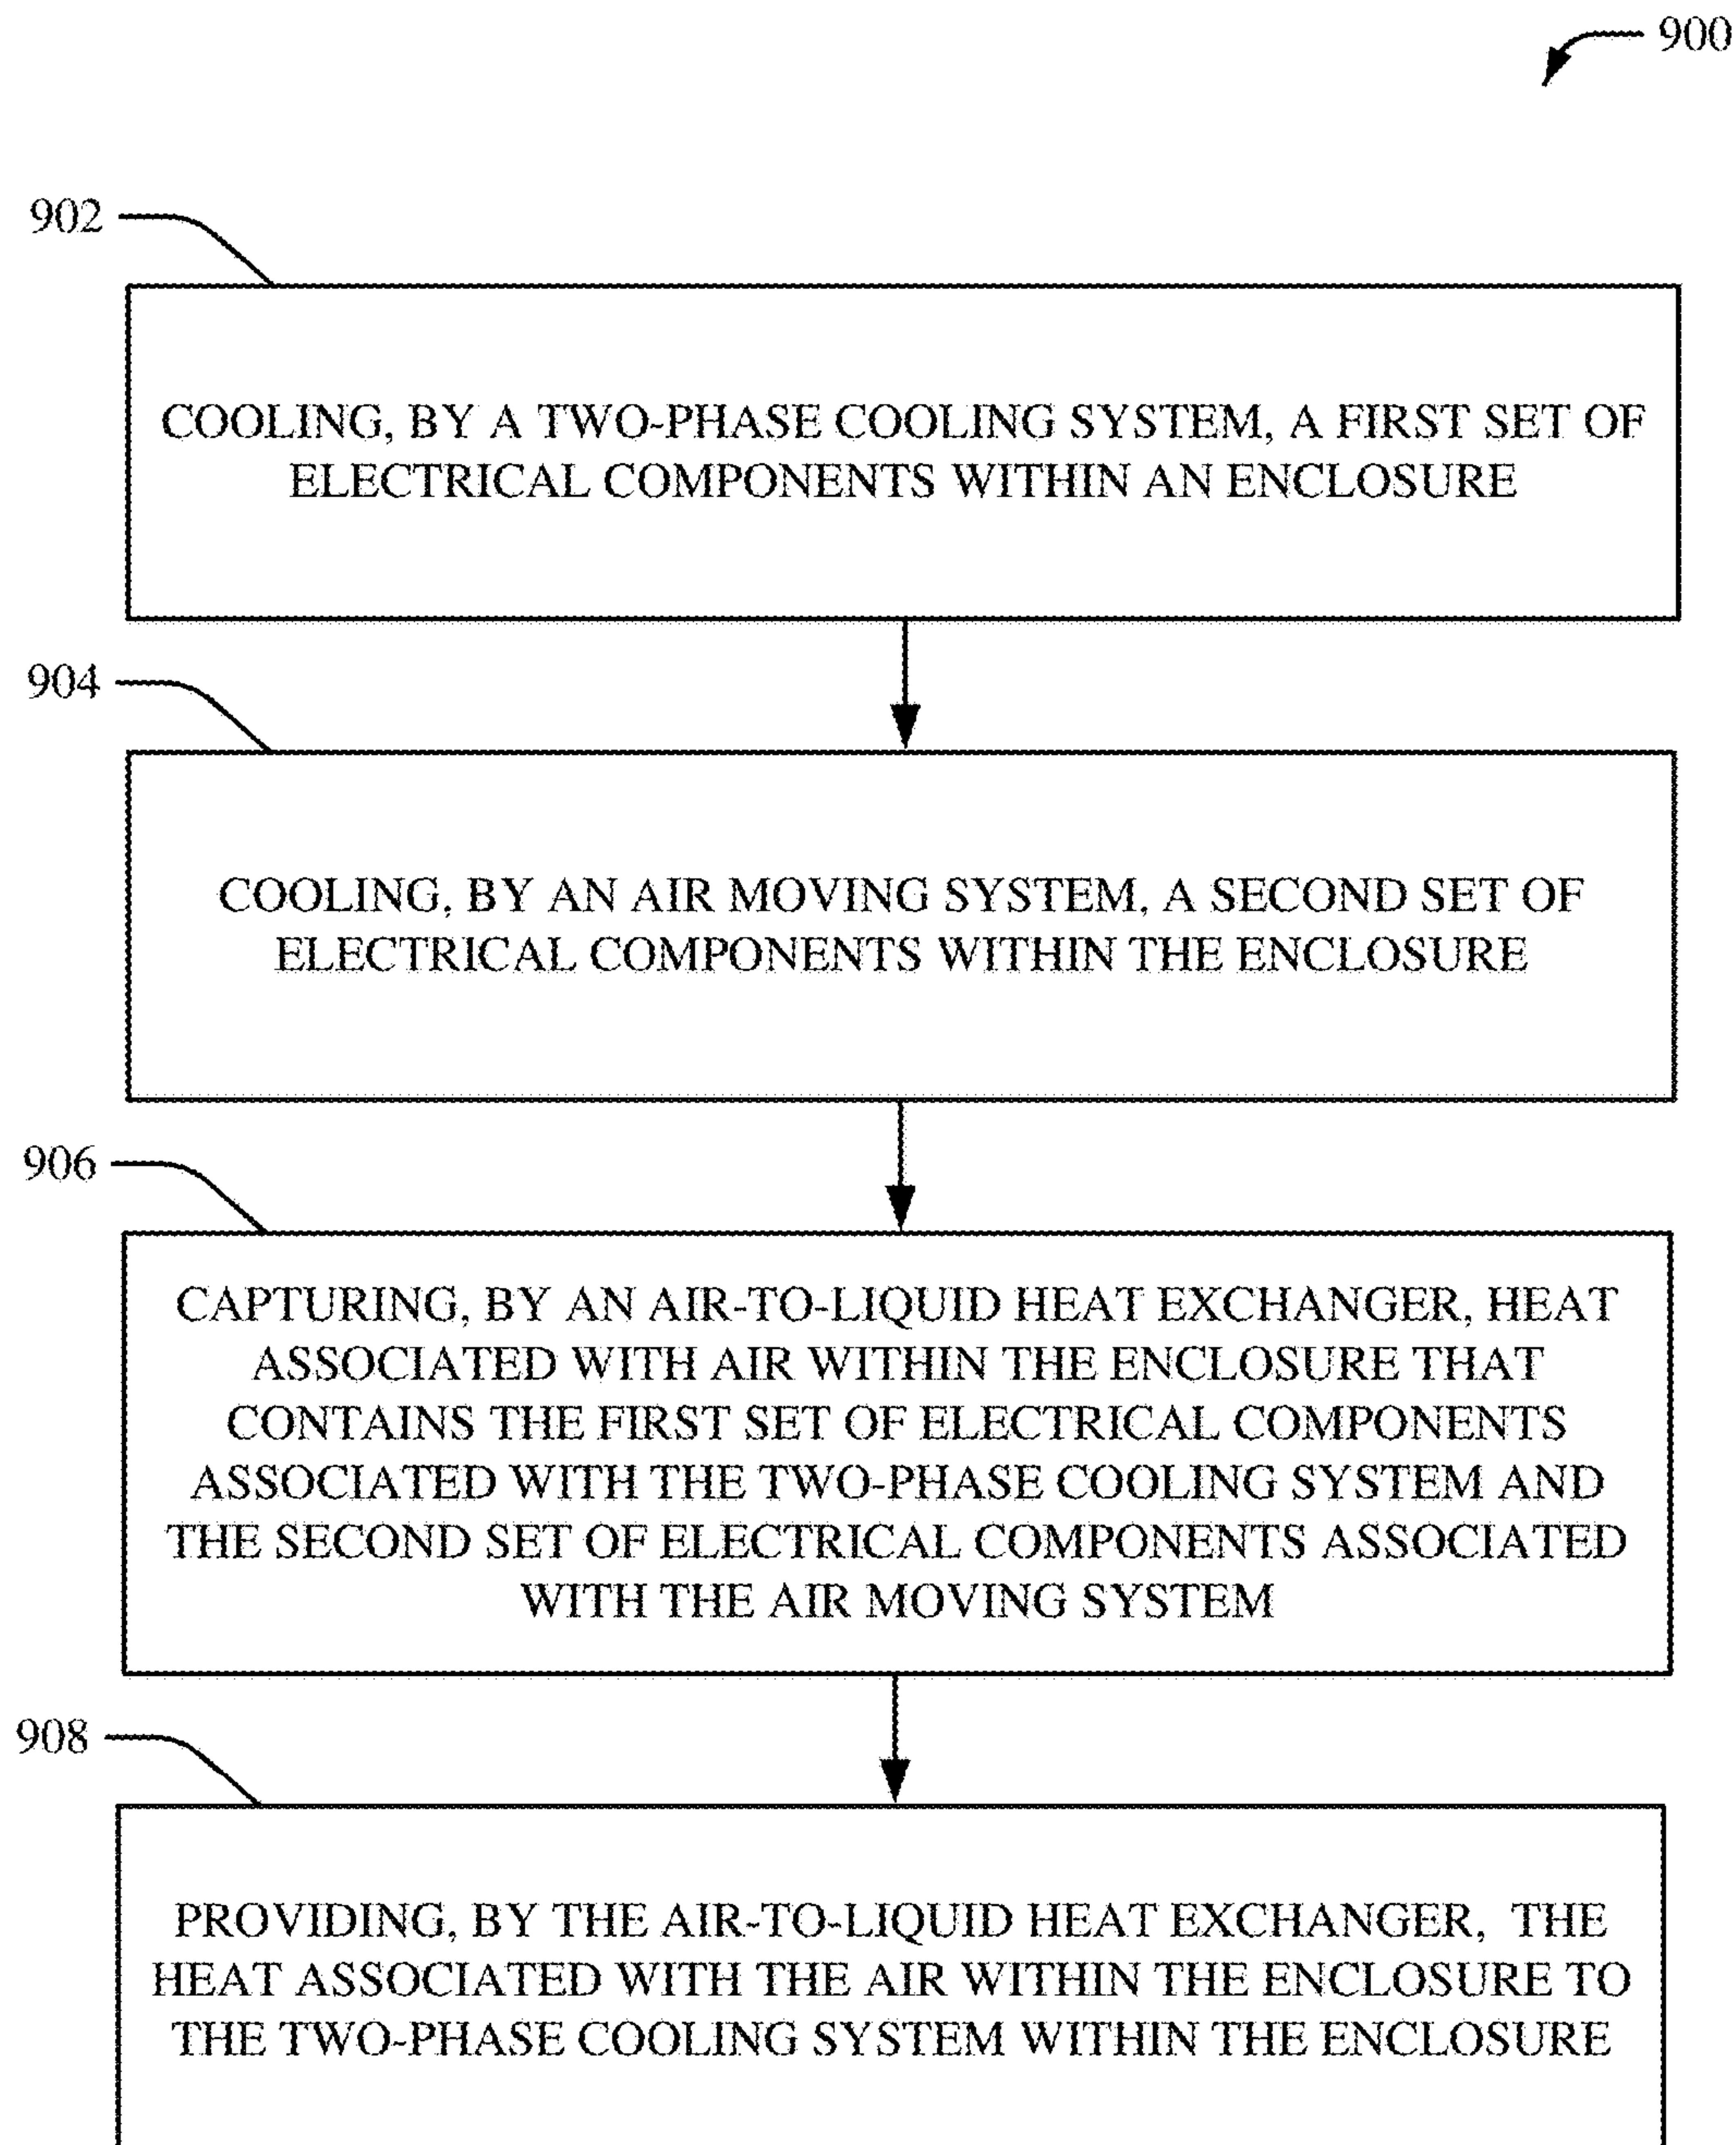 900
902
COOLING, BY A TWO-PHASE COOLING SYSTEM, A FIRST SET OF
ELECTRICAL COMPONENTS WITHIN AN ENCLOSURE
904
COOLING, BY AN AIR MOVING SYSTEM, A SECOND SET OF
ELECTRICAL COMPONENTS WITHIN THE ENCLOSURE
906
CAPTURING, BY AN AIR-TO-LIQUID HEAT EXCHANGER, HEAT
ASSOCIATED WITH AIR WITHIN THE ENCLOSURE THAT
CONTAINS THE FIRST SET OF ELECTRICAL COMPONENTS
ASSOCIATED WITH THE TWO-PHASE COOLING SYSTEM AND
THE SECOND SET OF ELECTRICAL COMPONENTS ASSOCIATED
WITH THE AIR MOVING SYSTEM
908
PROVIDING, BY THE AIR-TO-LIQUID HEAT EXCHANGER, THE
HEAT ASSOCIATED WITH THE AIR WITHIN THE ENCLOSURE TO
THE TWO-PHASE COOLING SYSTEM WITHIN THE ENCLOSURE